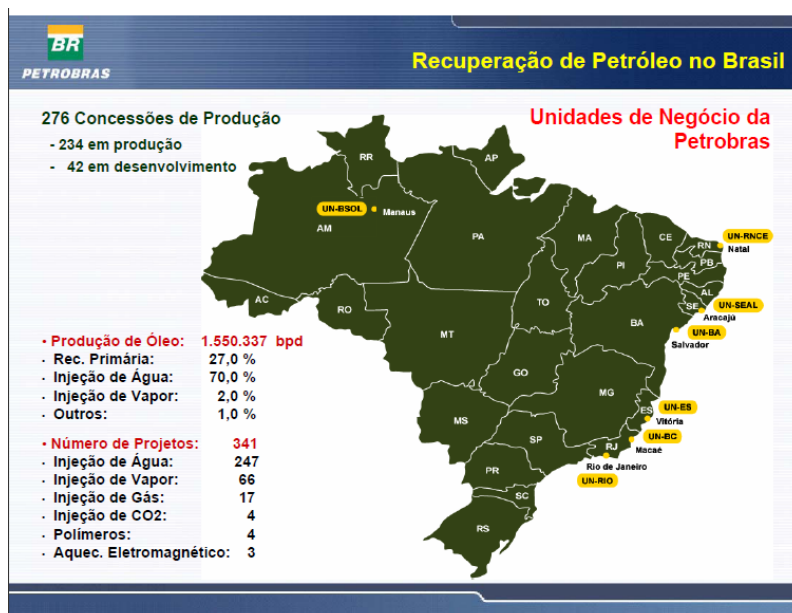 BR
PETROBRAS
Recuperação de Petróleo no Brasil
276 Concessões de Produção
- 234 em produção
- 42 em desenvolvimento
Unidades de Negócio da
Petrobras
RR
AP
UN-BSOL
Manaus
AM
PA
MA
CE
UN-RNCE
RN
Natal
PB
PI
PE
AL
AC
RO
TO
SE
UN-SEAL
Aracajú
BA
UN-BA
Salvador
MT
GO
MG
ES
UN-ES
Vitória
MS
SP
UN-BC
RJ
Macaé
Rio de Janeiro
UN-RIO
PR
SC
RS
• Produção de Óleo: 1.550.337 bpd
· Rec. Primária: 27,0 %
· Injeção de Água: 70,0 %
· Injeção de Vapor: 2,0 %
· Outros: 1,0 %
• Número de Projetos: 341
· Injeção de Água: 247
· Injeção de Vapor: 66
· Injeção de Gás: 17
· Injeção de CO2: 4
· Polímeros: 4
· Aquec. Eletromagnético: 3